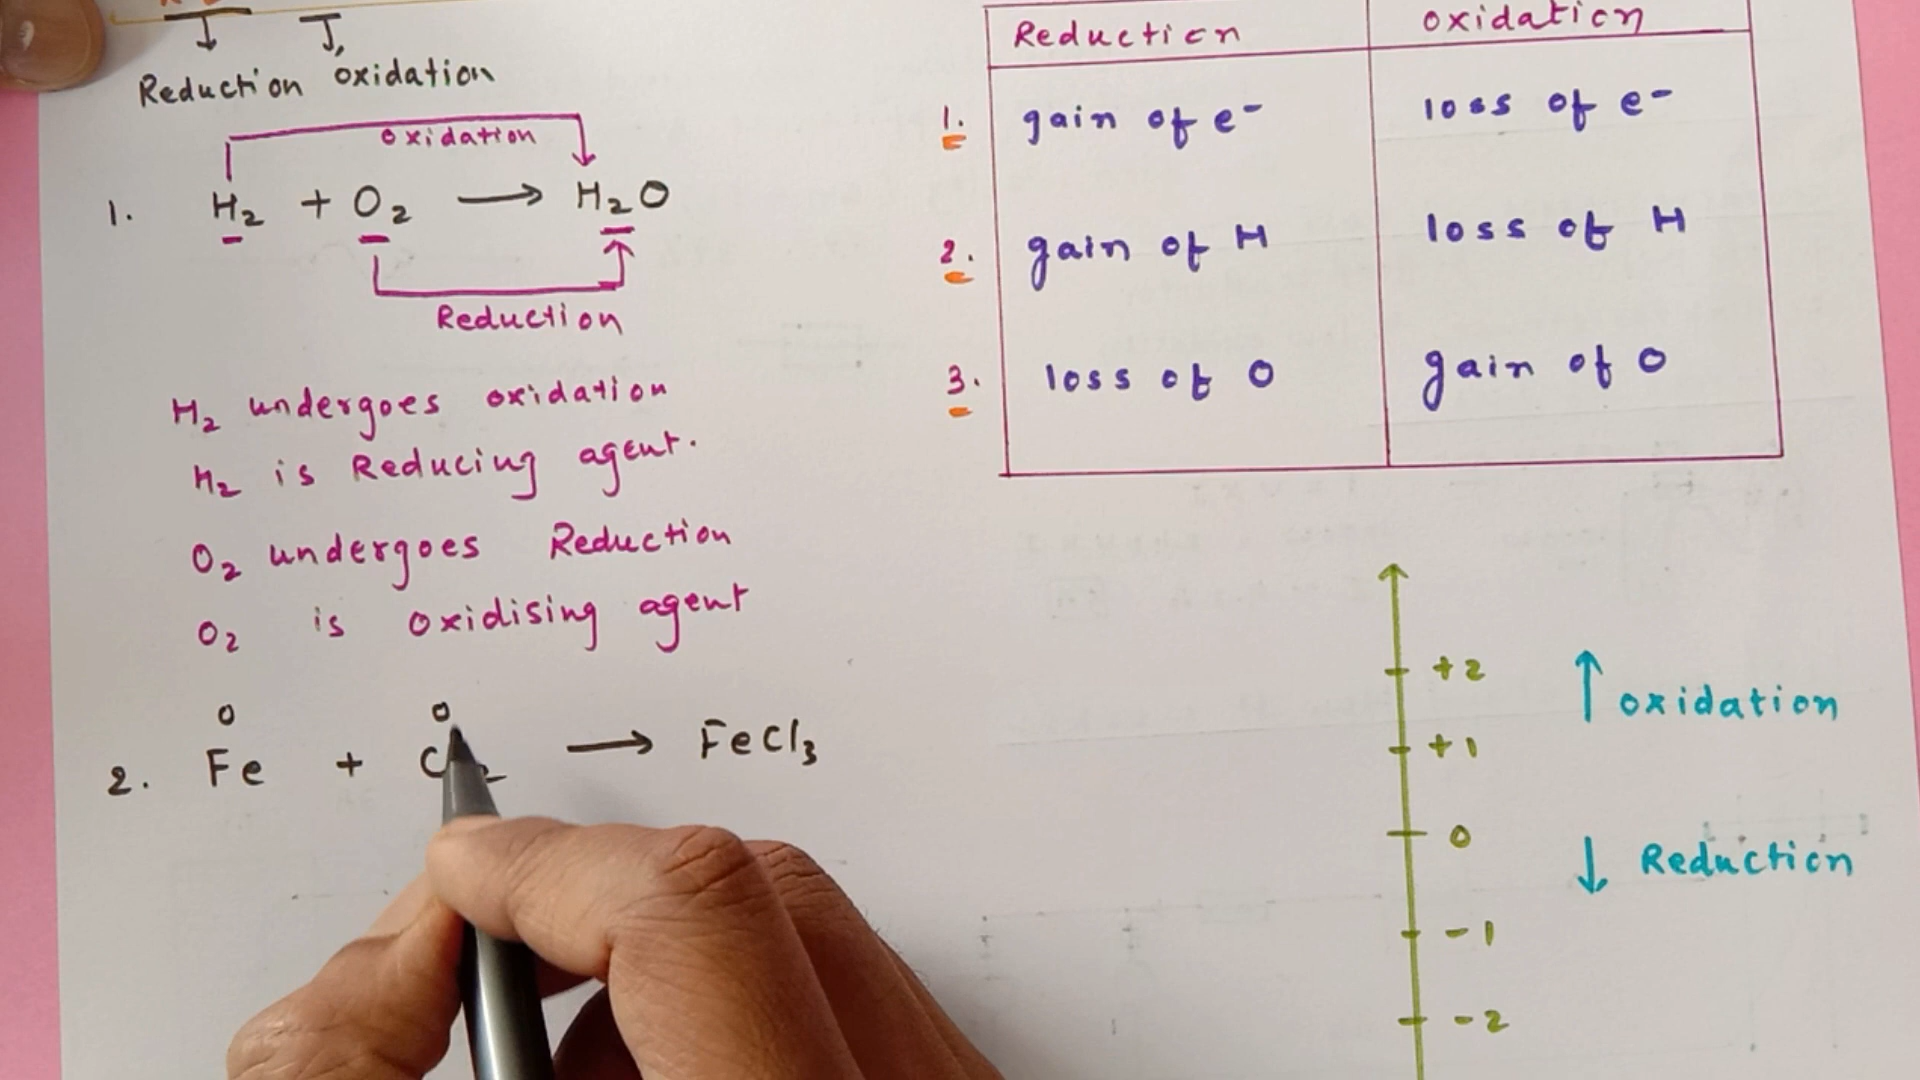 Reduction oxidation
oxidation
1. H₂ + O₂ ⟶ H₂O
Reduction
H₂ undergoes oxidation
H₂ is Reducing agent.
O₂ undergoes Reduction
O₂ is oxidising agent
0 0
2. Fe + C 2 ⟶ FeCl₃
Reduction oxidation
1. gain of e⁻ loss of e⁻
2. gain of H loss of H
3. loss of O gain of O
+2
↑ oxidation
+1
0
↓ Reduction
-1
-2